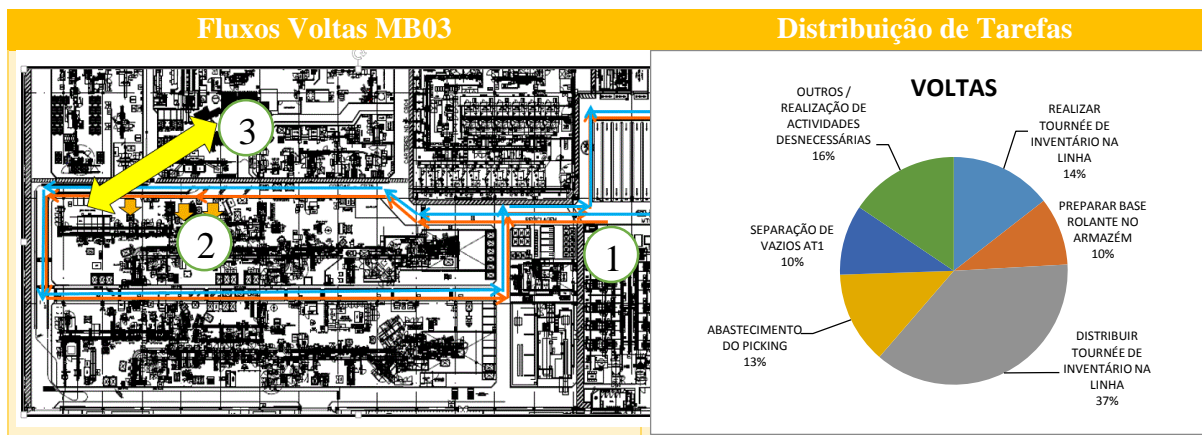 Fluxos Voltas MB03
3
2
1
Distribuição de Tarefas
VOLTAS
OUTROS /
REALIZAÇÃO DE
ACTIVIDADES
DESNECESSÁRIAS
16%
REALIZAR
TOURNÉE DE
INVENTÁRIO NA
LINHA
14%
PREPARAR BASE
ROLANTE NO
ARMAZÉM
10%
SEPARAÇÃO DE
VAZIOS AT1
10%
ABASTECIMENTO
DO PICKING
13%
DISTRIBUIR
TOURNÉE DE
INVENTÁRIO NA
LINHA
37%